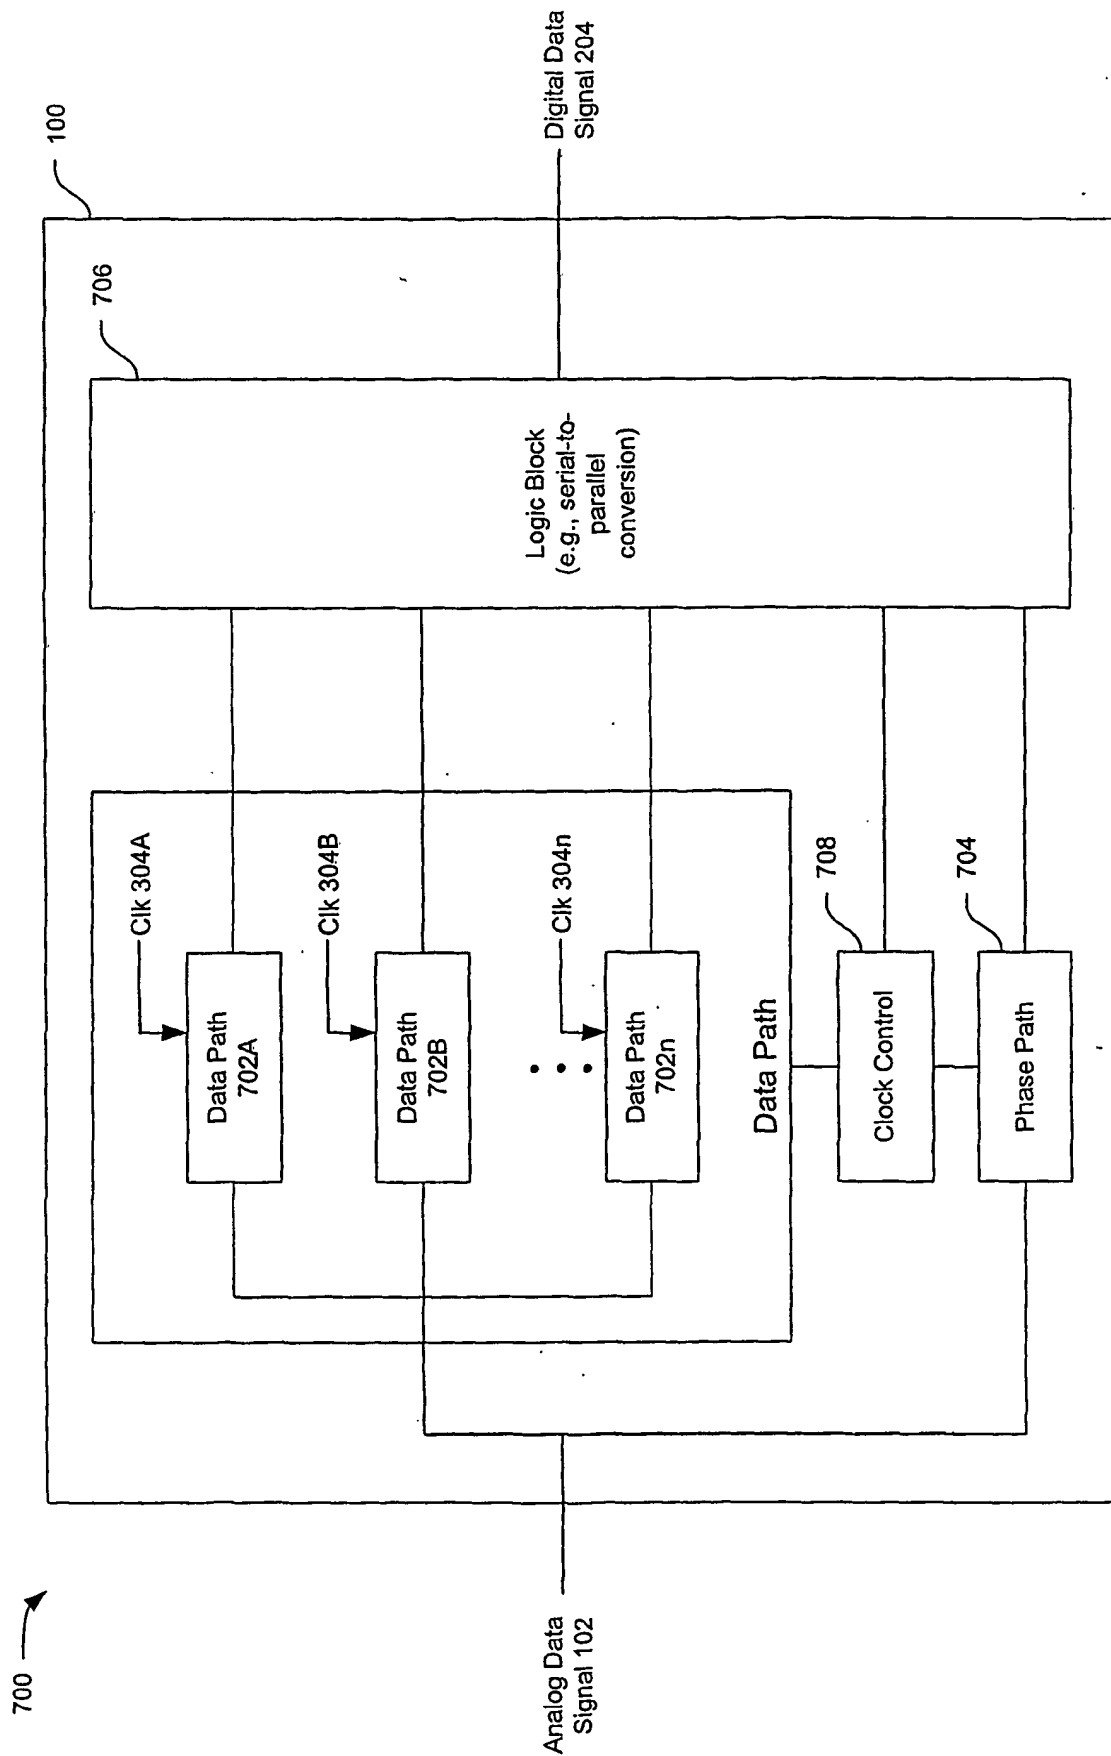 700
100
706
Analog Data
Signal 102
Digital Data
Signal 204
Logic Block
(e.g., serial-to-
parallel
conversion)
Clk 304A
Data Path
702A
Clk 304B
Data Path
702B
Clk 304n
Data Path
702n
Data Path
708
Clock Control
704
Phase Path